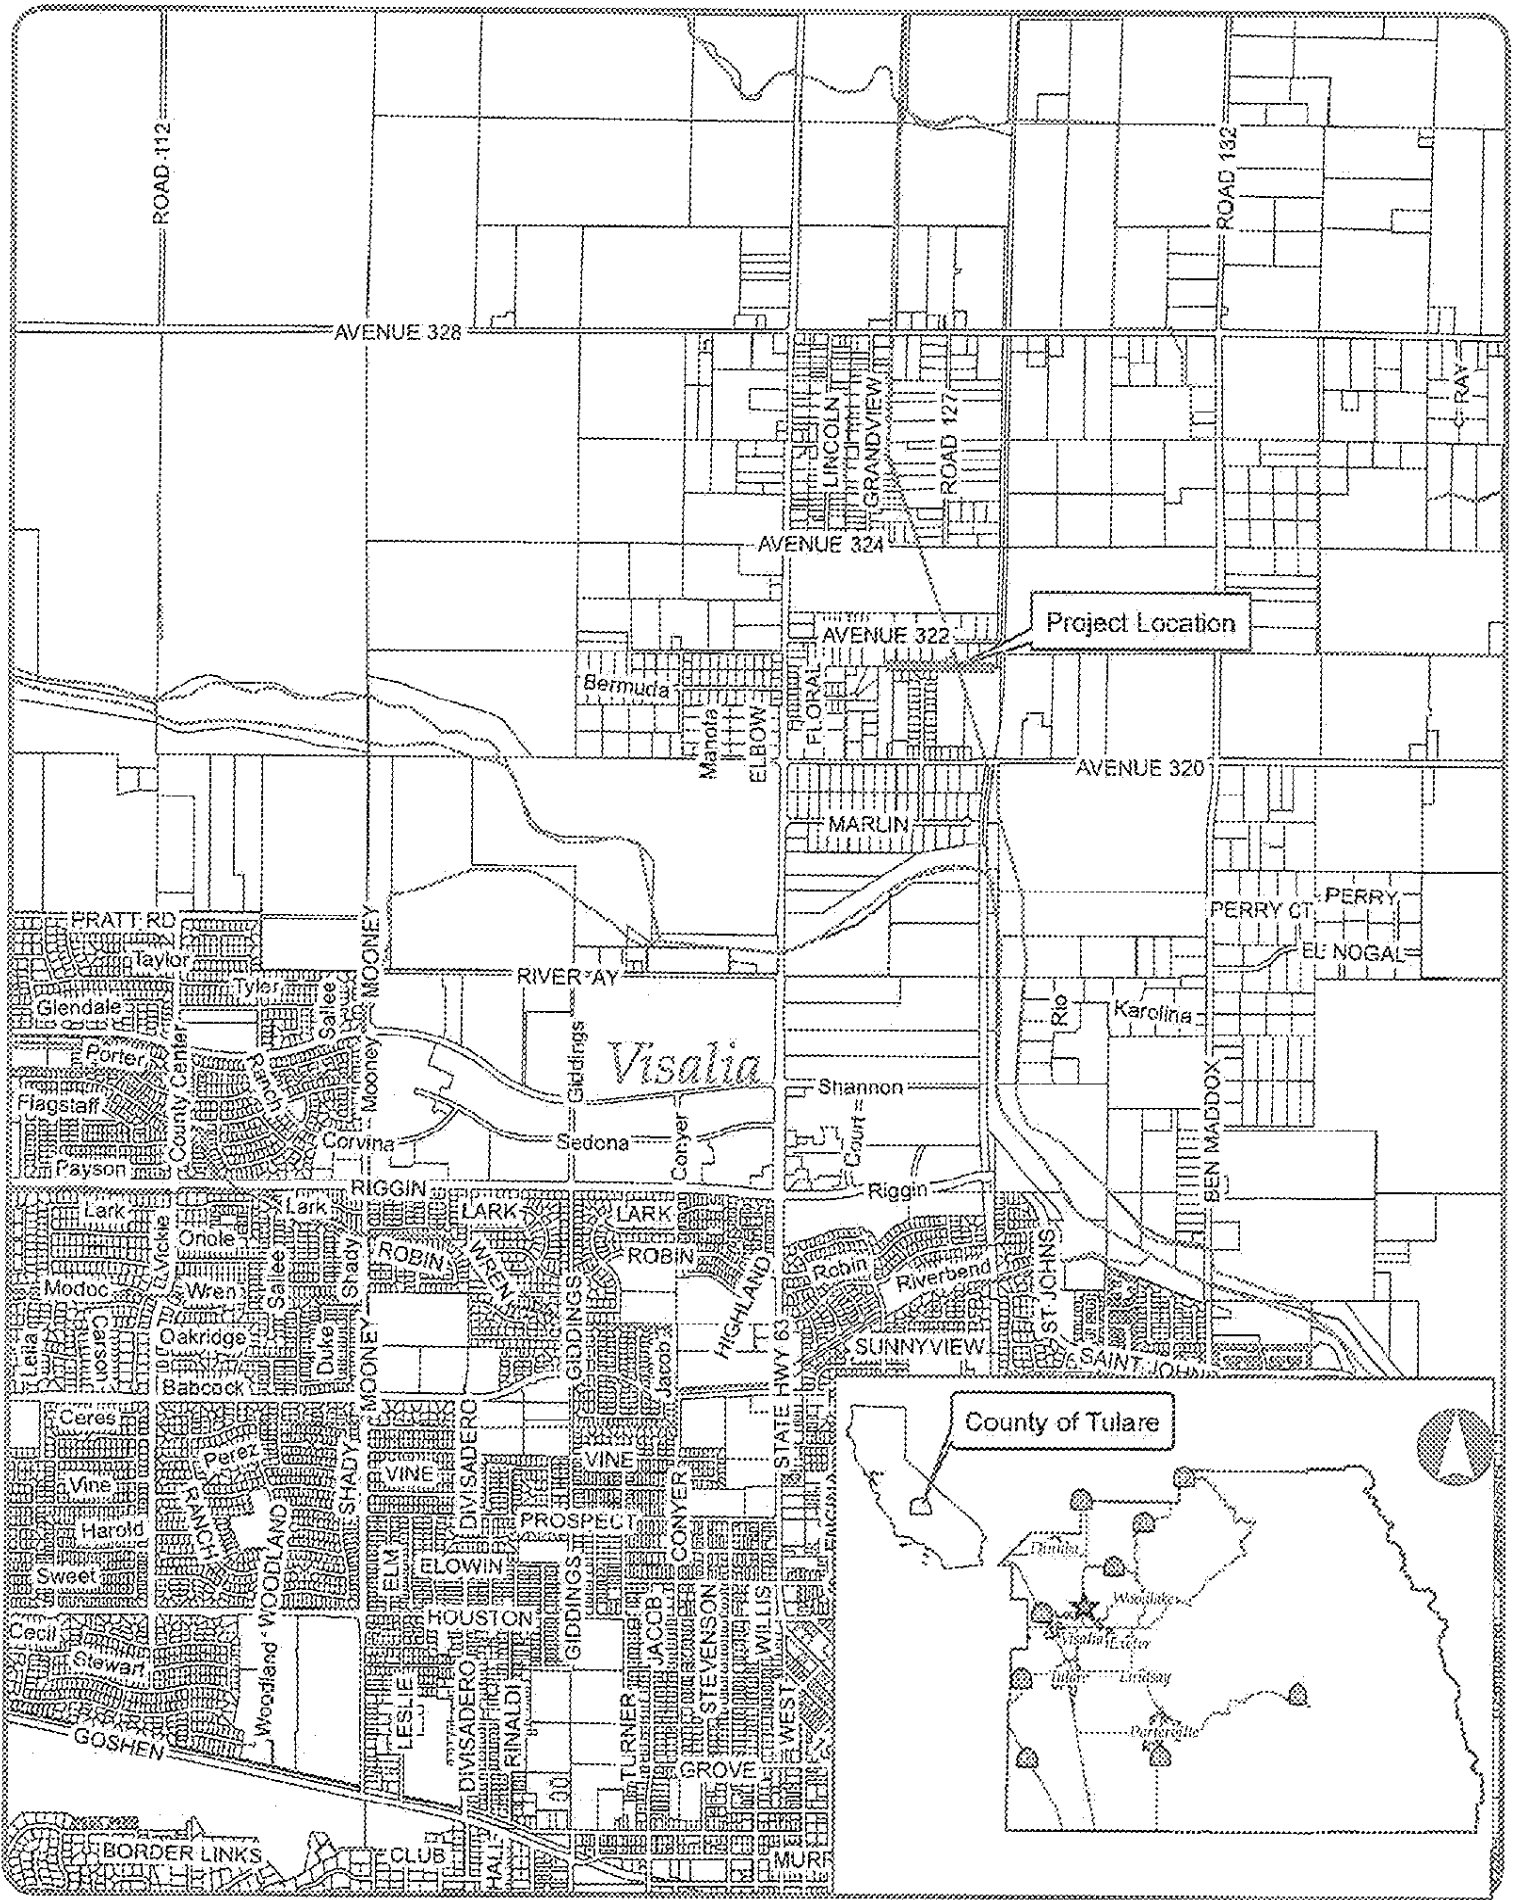 ROAD 112
ROAD 132
AVENUE 328
LINCOLN
GRANDVIEW
ROAD 127
RAY
AVENUE 324
Project Location
AVENUE 322
Bermuda
Manota
ELBOW
FLORAL
AVENUE 320
MARLIN
PRATT RD
Taylor
MOONEY
PERRY CT
PERRY
EL NOGAL
Tyler
Sallee
RIVER AY
Glendale
Rio
Karolina
Porter
County Center
Ranch
Mooney
Giddings
Visalia
Shannon
Flagstaff
Corvina
Sedona
Conyer
Court
BEN MADDOX
Payson
RIGGIN
Riggin
Lark
Lark
LARK
LARK
Vicke
Oriole
Sallee
Shady
ROBIN
WREN
ROBIN
HIGHLAND
Robin
Riverbend
ST JOHNS
Modoc
Wren
Leila
Carson
Oakridge
Duke
MOONEY
GIDDINGS
Jacob
STATE HWY 63
SUNNYVIEW
SAINT JOHN
Babcock
Ceres
Perez
SHADY
VINE
DIVISADERO
VINE
CONYER
County of Tulare
Vine
RANCH
WOODLAND
PROSPECT
Harold
ELM
ELOWIN
GIDDINGS
Sweet
HOUSTON
JACOB
STEVENSON
WILLIS
Dinuba
Woodlake
Visalia
Exeter
Tulare
Lindsay
Porterville
Cecil
Stewart
Woodland
LESLIE
DIVISADERO
RINALDI
TURNER
WEST
GOSHEN
GROVE
BORDER LINKS
CLUB
HALL
MURR